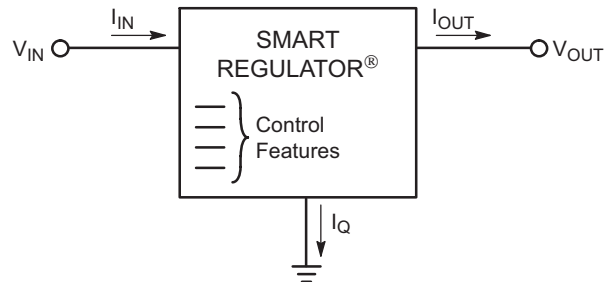 I_IN
I_OUT
V_IN
SMART
REGULATOR®
V_OUT
Control
Features
I_Q